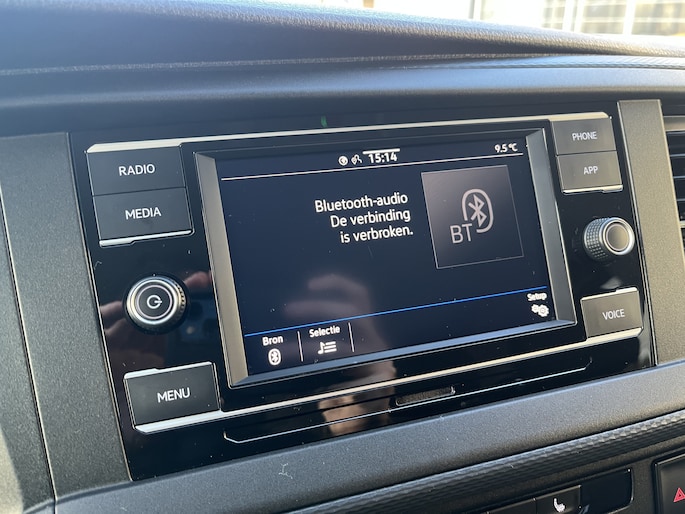 RADIO
MEDIA
MENU
15:14
9.5 °C
Bluetooth-audio
De verbinding
is verbroken.
BT
Bron
Selectie
Setup
PHONE
APP
VOICE